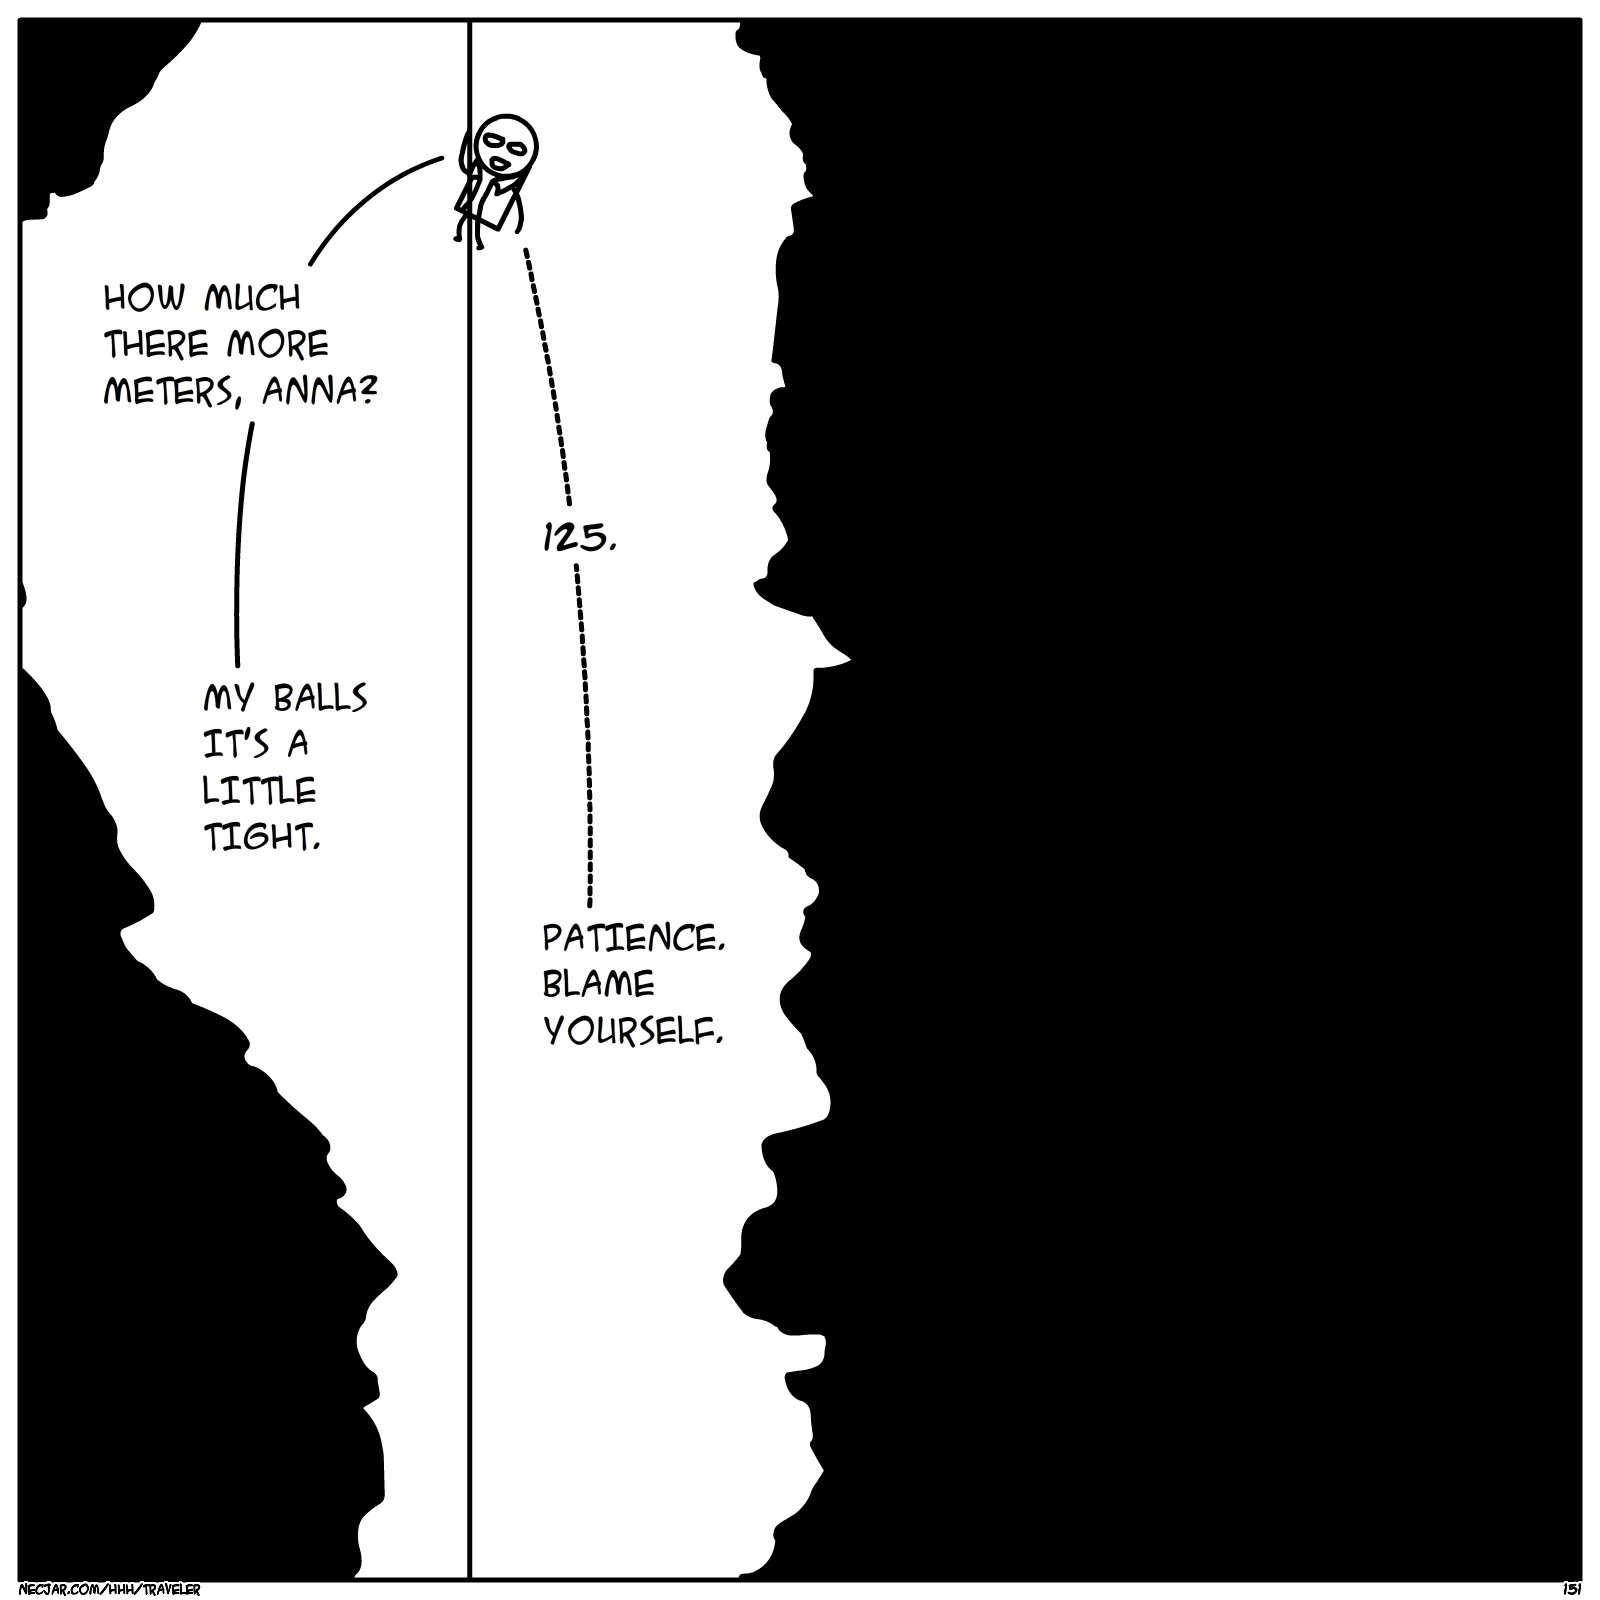 HOW MUCH
THERE MORE
METERS, ANNA?
125.
MY BALLS
IT'S A
LITTLE
TIGHT.
PATIENCE.
BLAME
YOURSELF.
NECJAR.COM/HHH/TRAVELER
151